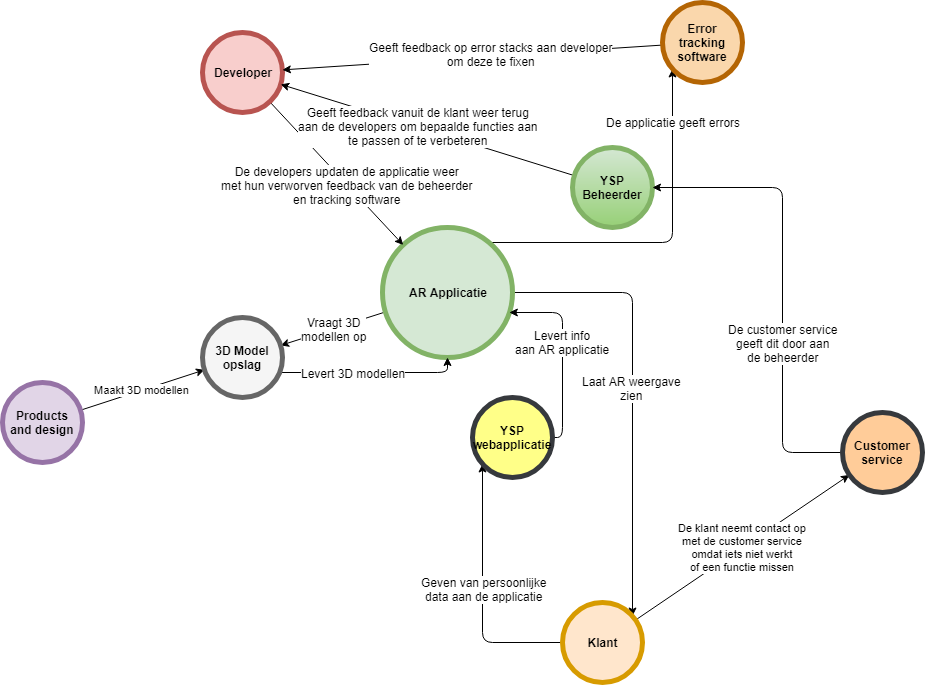 Error
tracking
software
Geeft feedback op error stacks aan developer
om deze te fixen
Developer
Geeft feedback vanuit de klant weer terug
aan de developers om bepaalde functies aan
te passen of te verbeteren
De applicatie geeft errors
De developers updaten de applicatie weer
met hun verworven feedback van de beheerder
en tracking software
YSP
Beheerder
AR Applicatie
Vraagt 3D
modellen op
Levert info
aan AR applicatie
De customer service
geeft dit door aan
de beheerder
3D Model
opslag
Levert 3D modellen
Laat AR weergave
zien
Maakt 3D modellen
Products
and design
YSP
webapplicatie
Customer
service
De klant neemt contact op
met de customer service
omdat iets niet werkt
of een functie missen
Geven van persoonlijke
data aan de applicatie
Klant